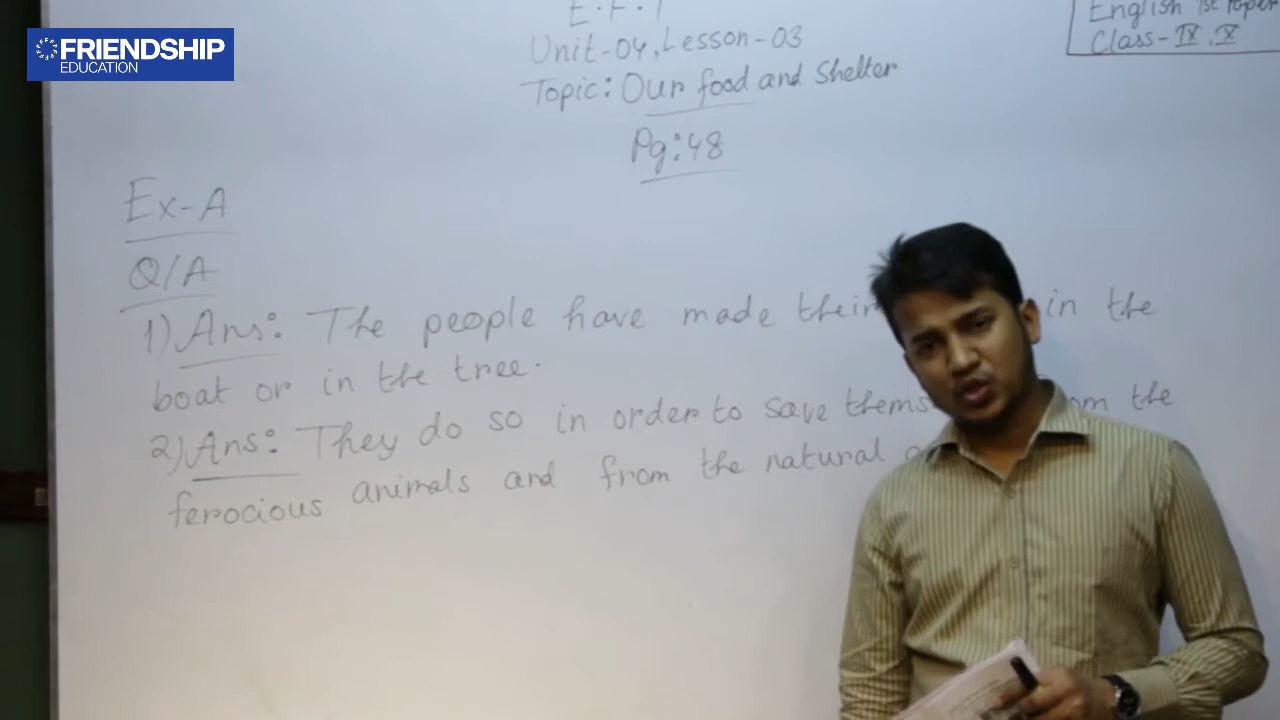 FRIENDSHIP
EDUCATION
E.F.T
English 1st Paper
Class-IX, X
Unit-04, Lesson-03
Topic: Our food and Shelter
Pg:48
Ex-A
Q/A
1) Ans: The people have made their in the
boat or in the tree.
2) Ans: They do so in order to save the
ferocious animals and from the natural